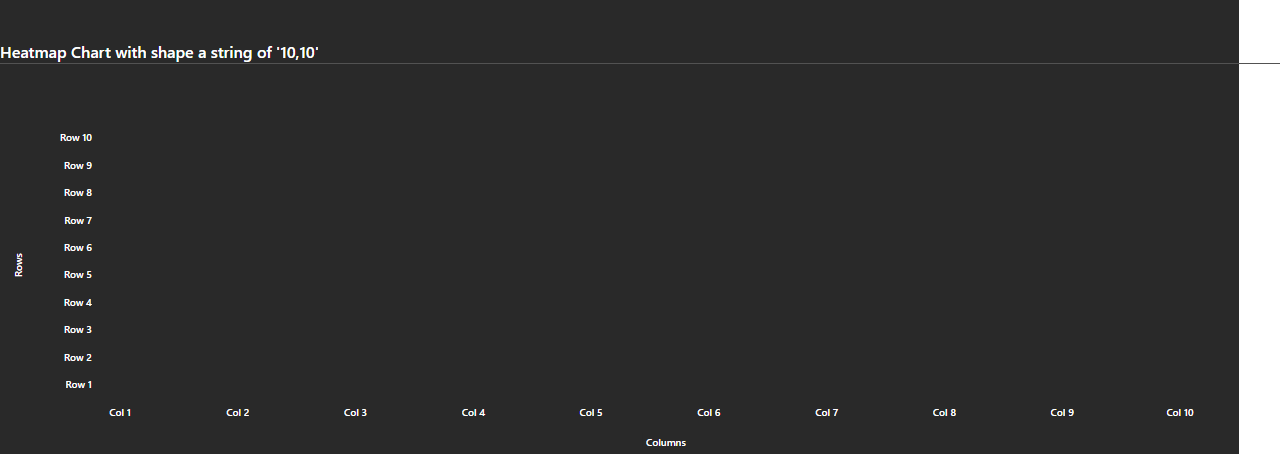 Heatmap Chart with shape a string of '10,10'
Row 10
Row 9
Row 8
Row 7
Row 6
Row 5
Row 4
Row 3
Row 2
Row 1
Rows
Col 1 Col 2 Col 3 Col 4 Col 5 Col 6 Col 7 Col 8 Col 9 Col 10
Columns